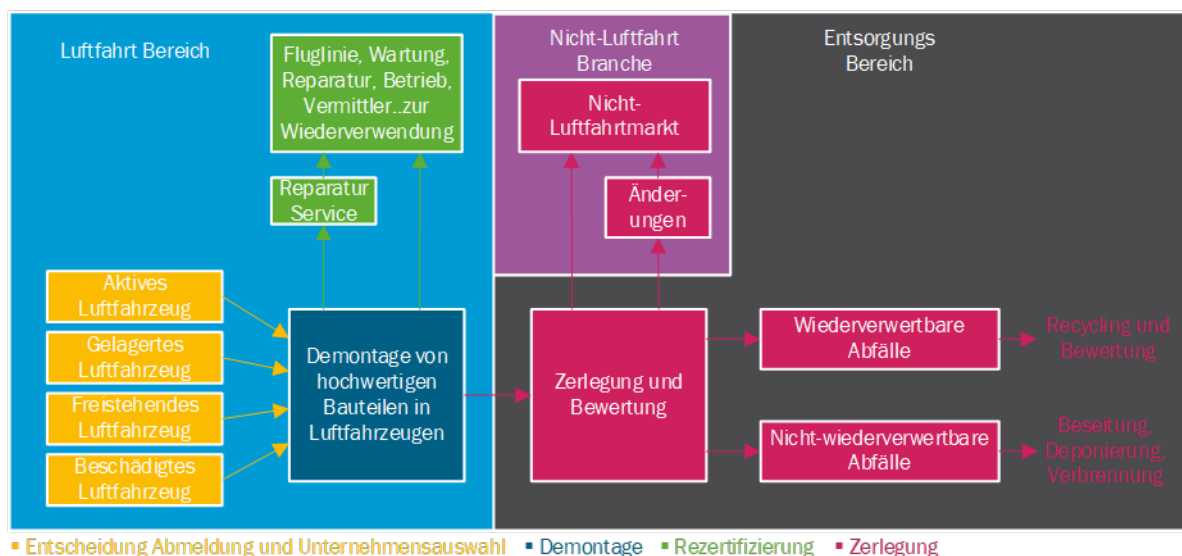 Luftfahrt Bereich
Fluglinie, Wartung,
Reparatur, Betrieb,
Vermittler..zur
Wiederverwendung
Reparatur
Service
Aktives
Luftfahrzeug
Gelagertes
Luftfahrzeug
Freistehendes
Luftfahrzeug
Beschädigtes
Luftfahrzeug
Demontage von
hochwertigen
Bauteilen in
Luftfahrzeugen
Nicht-Luftfahrt
Branche
Nicht-
Luftfahrtmarkt
Änder-
ungen
Entsorgungs
Bereich
Zerlegung und
Bewertung
Wiederverwertbare
Abfälle
Recycling und
Bewertung
Nicht-wiederverwertbare
Abfälle
Beseitung,
Deponierung,
Verbrennung
▪ Entscheidung Abmeldung und Unternehmensauswahl ▪ Demontage ▪ Rezertifizierung ▪ Zerlegung